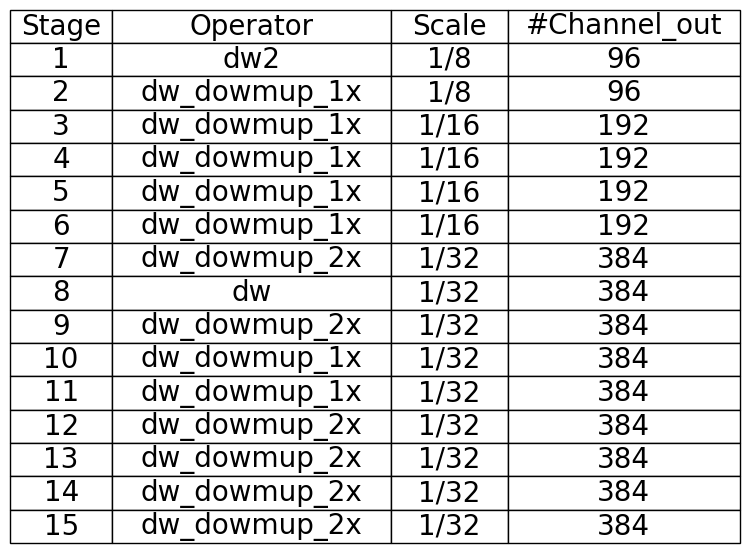 Stage Operator Scale #Channel_out
1 dw2 1/8 96
2 dw_dowmup_1x 1/8 96
3 dw_dowmup_1x 1/16 192
4 dw_dowmup_1x 1/16 192
5 dw_dowmup_1x 1/16 192
6 dw_dowmup_1x 1/16 192
7 dw_dowmup_2x 1/32 384
8 dw 1/32 384
9 dw_dowmup_2x 1/32 384
10 dw_dowmup_1x 1/32 384
11 dw_dowmup_1x 1/32 384
12 dw_dowmup_2x 1/32 384
13 dw_dowmup_2x 1/32 384
14 dw_dowmup_2x 1/32 384
15 dw_dowmup_2x 1/32 384